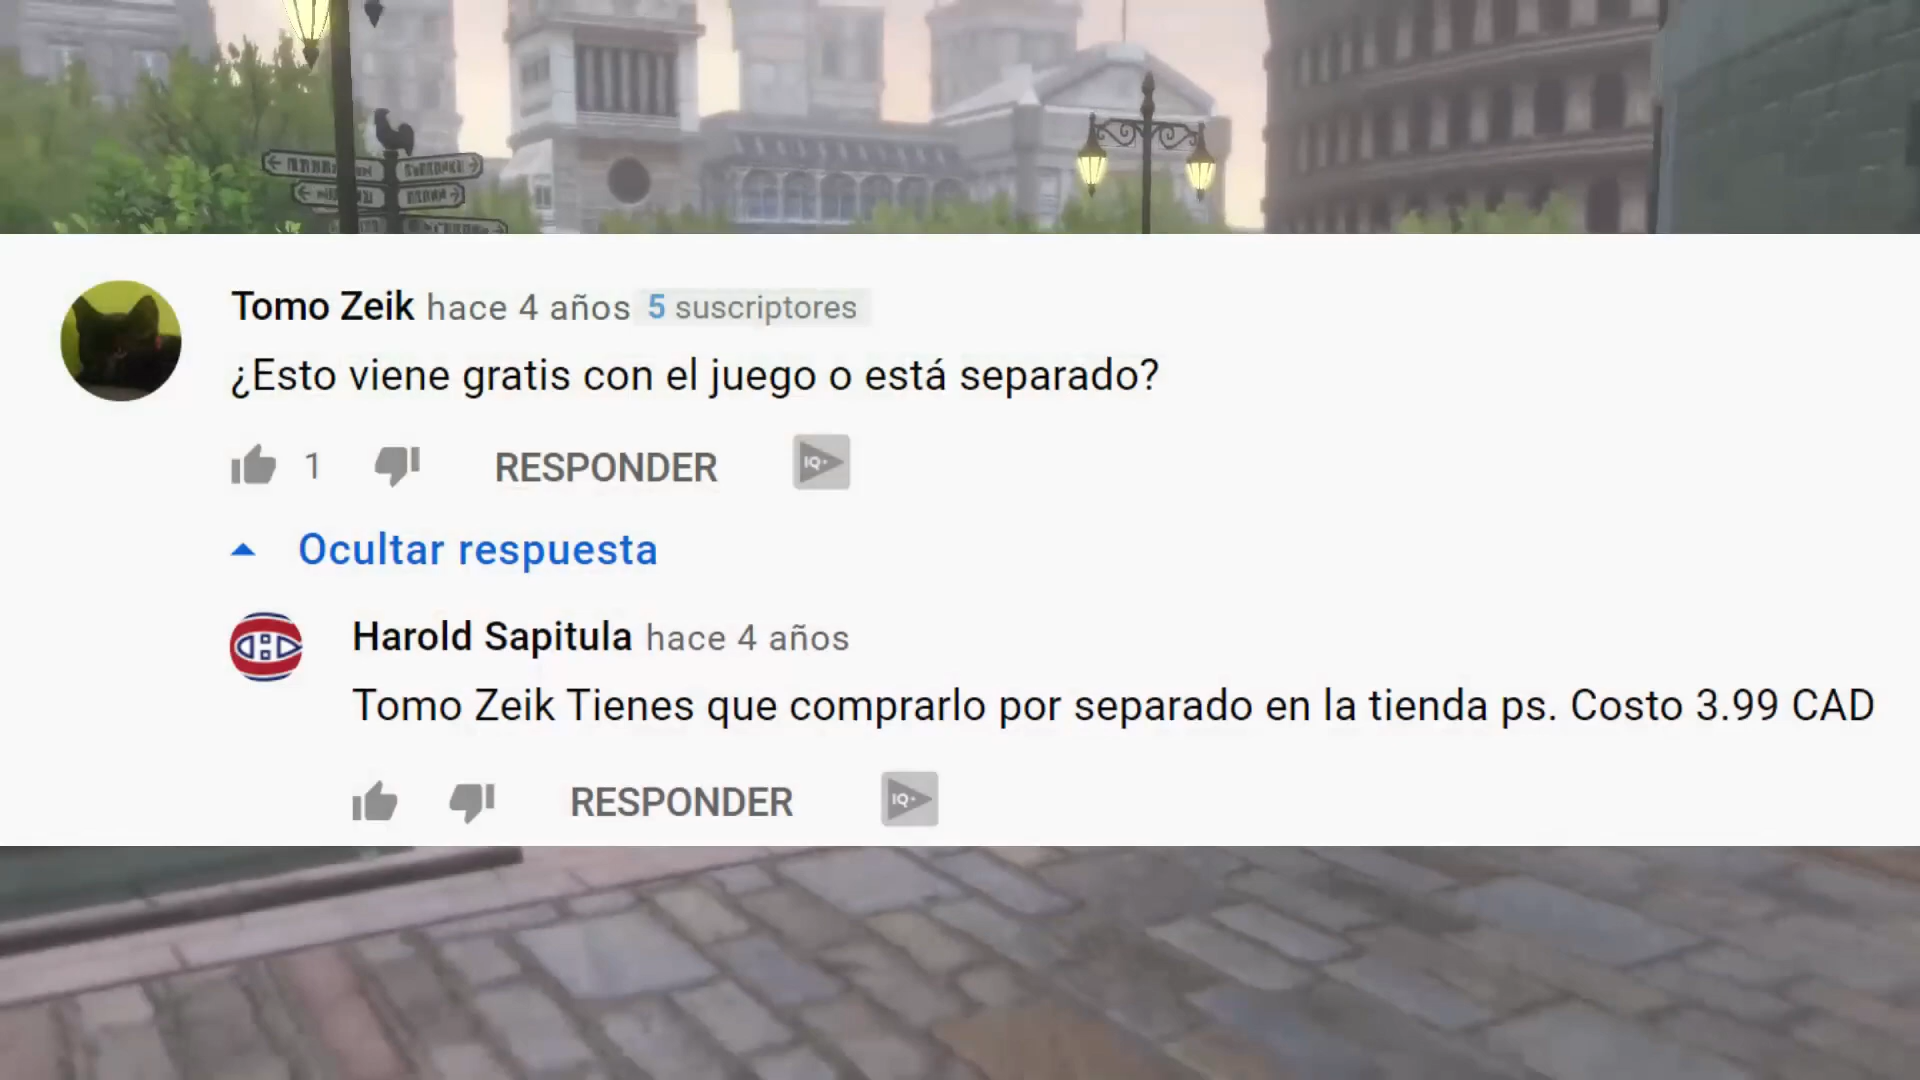 Tomo Zeik hace 4 años 5 suscriptores
¿Esto viene gratis con el juego o está separado?
1 RESPONDER IQ
Ocultar respuesta
Harold Sapitula hace 4 años
Tomo Zeik Tienes que comprarlo por separado en la tienda ps. Costo 3.99 CAD
RESPONDER IQ